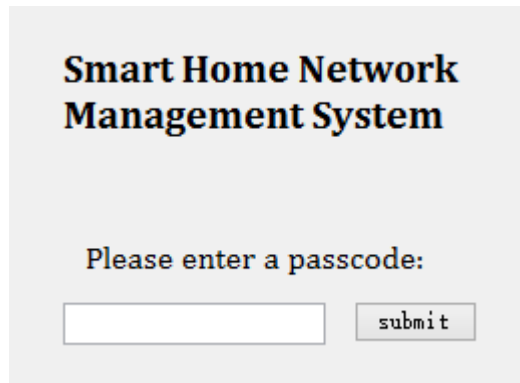 Smart Home Network
Management System
Please enter a passcode:
submit